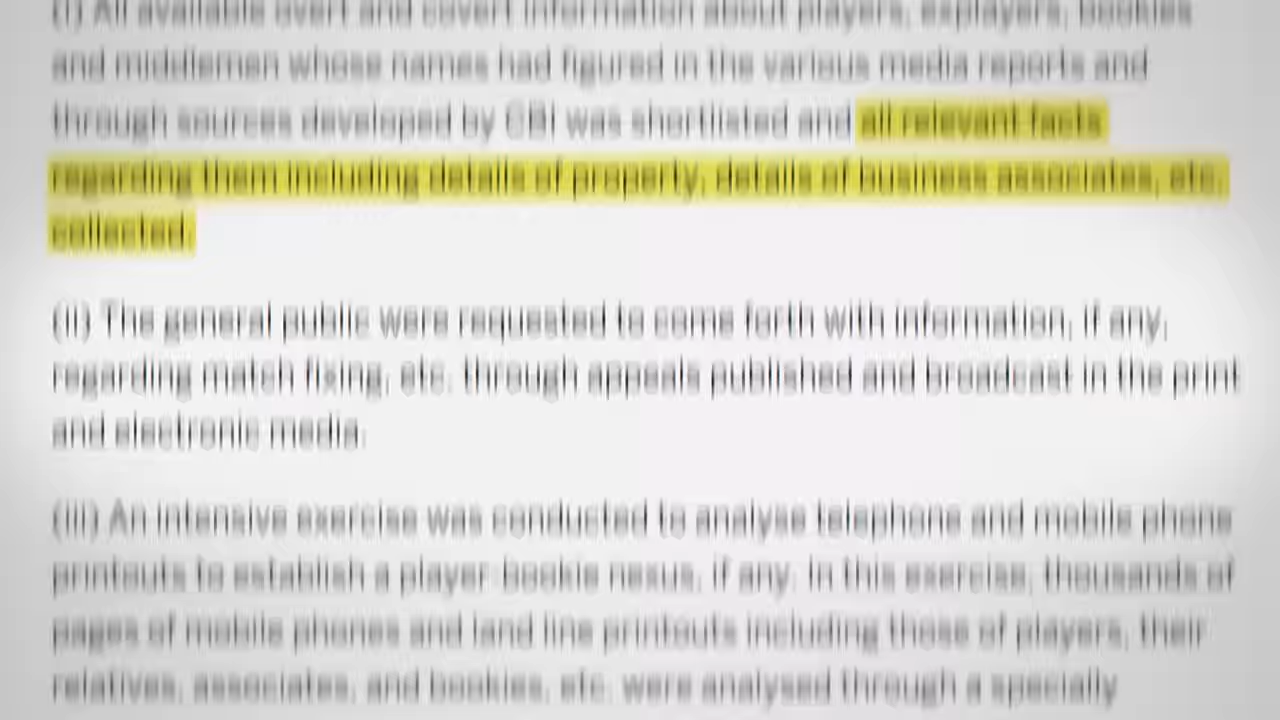 (i) All available overt and covert information about players, explayers, bookies
and middlemen whose names had figured in the various media reports and
through sources developed by CBI was shortlisted and all relevant facts
regarding them including details of property, details of business associates, etc.
collected.
(ii) The general public were requested to come forth with information, if any,
regarding match fixing, etc. through appeals published and broadcast in the print
and electronic media.
(iii) An intensive exercise was conducted to analyse telephone and mobile phone
printouts to establish a player-bookie nexus, if any. In this exercise, thousands of
pages of mobile phones and land line printouts including those of players, their
relatives, associates, and bookies, etc. were analysed through a specially